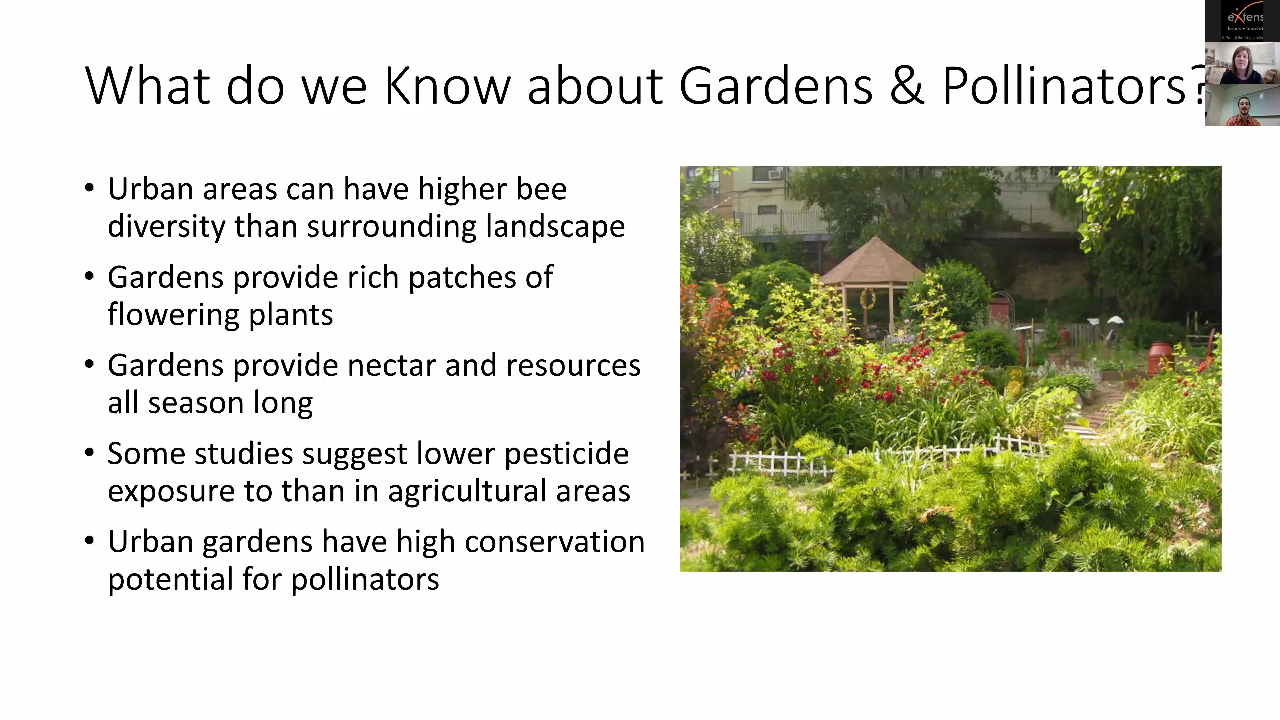 What do we Know about Gardens & Pollinators?
• Urban areas can have higher bee
diversity than surrounding landscape
• Gardens provide rich patches of
flowering plants
• Gardens provide nectar and resources
all season long
• Some studies suggest lower pesticide
exposure to than in agricultural areas
• Urban gardens have high conservation
potential for pollinators
eXtens